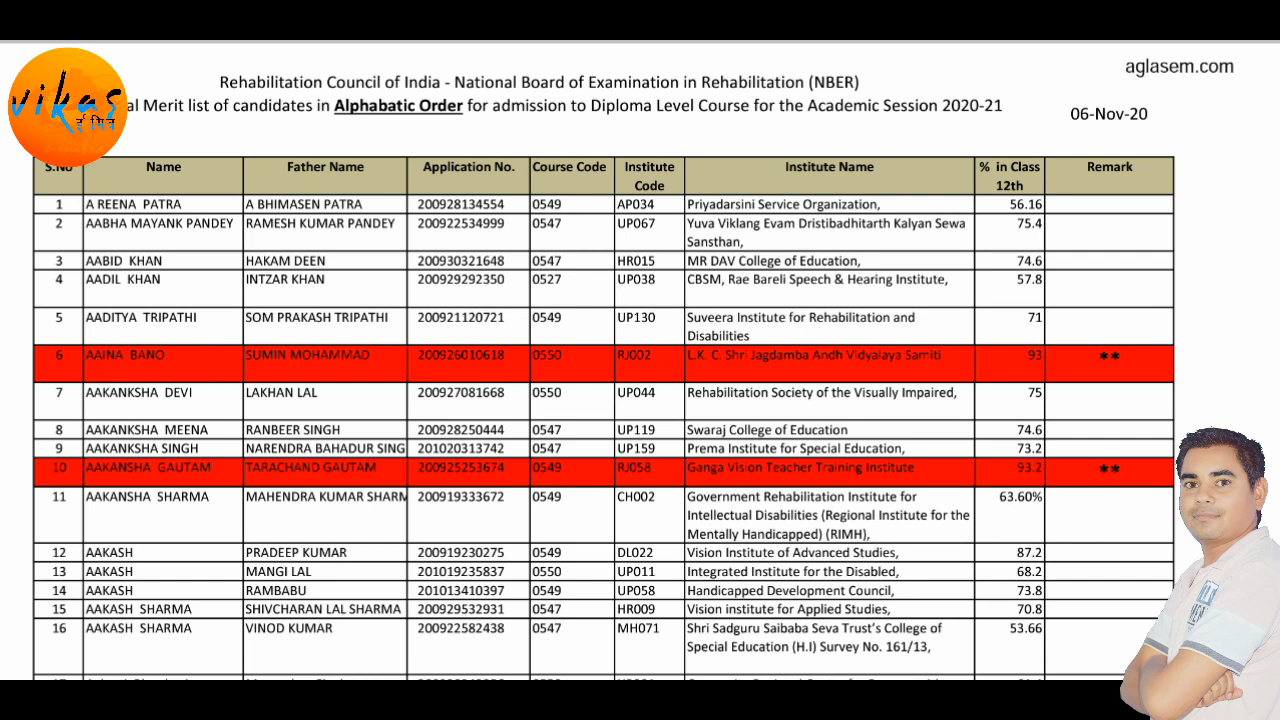 aglasem.com
Rehabilitation Council of India - National Board of Examination in Rehabilitation (NBER)
vikas
ई मित्र
e-mitra
al Merit list of candidates in Alphabatic Order for admission to Diploma Level Course for the Academic Session 2020-21
06-Nov-20
S.No Name Father Name Application No. Course Code Institute Code Institute Name % in Class 12th Remark
1 A REENA PATRA A BHIMASEN PATRA 200928134554 0549 AP034 Priyadarsini Service Organization, 56.16
2 AABHA MAYANK PANDEY RAMESH KUMAR PANDEY 200922534999 0547 UP067 Yuva Viklang Evam Dristibadhitarth Kalyan Sewa 75.4
Sansthan,
3 AABID KHAN HAKAM DEEN 200930321648 0547 HR015 MR DAV College of Education, 74.6
4 AADIL KHAN INTZAR KHAN 200929292350 0527 UP038 CBSM, Rae Bareli Speech & Hearing Institute, 57.8
5 AADITYA TRIPATHI SOM PRAKASH TRIPATHI 200921120721 0549 UP130 Suveera Institute for Rehabilitation and 71
Disabilities
6 AAINA BANO SUMIN MOHAMMAD 200926010618 0550 RJ002 L.K. C. Shri Jagdamba Andh Vidyalaya Samiti 93 **
7 AAKANKSHA DEVI LAKHAN LAL 200927081668 0550 UP044 Rehabilitation Society of the Visually Impaired, 75
8 AAKANKSHA MEENA RANBEER SINGH 200928250444 0547 UP119 Swaraj College of Education 74.6
9 AAKANKSHA SINGH NARENDRA BAHADUR SING 201020313742 0547 UP159 Prema Institute for Special Education, 73.2
10 AAKANSHA GAUTAM TARACHAND GAUTAM 200925253674 0549 RJ058 Ganga Vision Teacher Training Institute 93.2 **
11 AAKANSHA SHARMA MAHENDRA KUMAR SHARM 200919333672 0549 CH002 Government Rehabilitation Institute for 63.60%
Intellectual Disabilities (Regional Institute for the
Mentally Handicapped) (RIMH),
12 AAKASH PRADEEP KUMAR 200919230275 0549 DL022 Vision Institute of Advanced Studies, 87.2
13 AAKASH MANGI LAL 201019235837 0550 UP011 Integrated Institute for the Disabled, 68.2
14 AAKASH RAMBABU 201013410397 0549 UP058 Handicapped Development Council, 73.8
15 AAKASH SHARMA SHIVCHARAN LAL SHARMA 200929532931 0547 HR009 Vision institute for Applied Studies, 70.8
16 AAKASH SHARMA VINOD KUMAR 200922582438 0547 MH071 Shri Sadguru Saibaba Seva Trust's College of 53.66
Special Education (H.I) Survey No. 161/13,